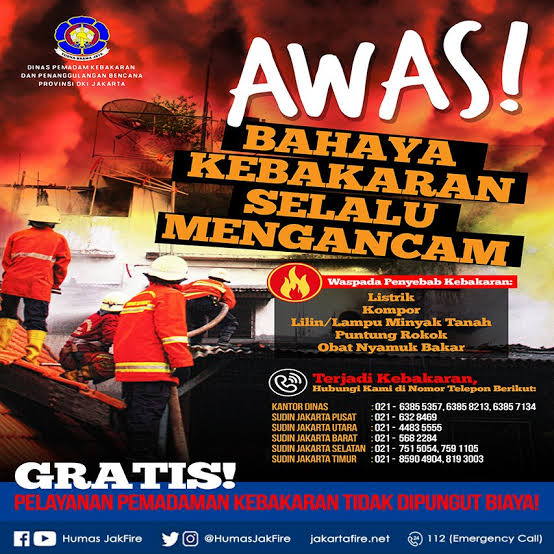 DINAS PEMADAM KEBAKARAN
DAN PENANGGULANGAN BENCANA
PROVINSI DKI JAKARTA
AWAS!
BAHAYA
KEBAKARAN
SELALU
MENGANCAM
Waspada Penyebab Kebakaran:
Listrik
Kompor
Lilin/Lampu Minyak Tanah
Puntung Rokok
Obat Nyamuk Bakar
Terjadi Kebakaran,
Hubungi Kami di Nomor Telepon Berikut:
KANTOR DINAS : 021 - 6385 5357, 6385 8213, 6385 7134
SUDIN JAKARTA PUSAT : 021 - 632 8469
SUDIN JAKARTA UTARA : 021 - 4483 5555
SUDIN JAKARTA BARAT : 021 - 568 2284
SUDIN JAKARTA SELATAN : 021 - 751 5054, 759 1105
SUDIN JAKARTA TIMUR : 021 - 8590 4904, 819 3003
GRATIS!
PELAYANAN PEMADAMAN KEBAKARAN TIDAK DIPUNGUT BIAYA!
Humas JakFire @HumasJakFire jakartafire.net 112 (Emergency Call)